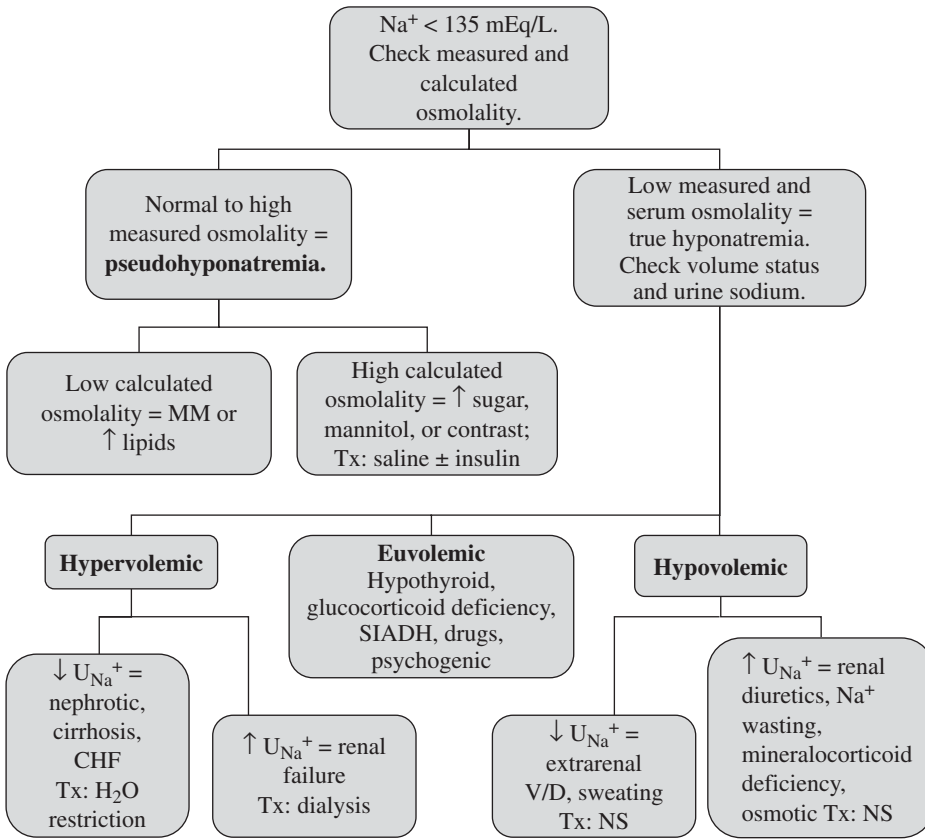 Na⁺ < 135 mEq/L.
Check measured and
calculated
osmolality.
Normal to high
measured osmolality =
pseudohyponatremia.
Low measured and
serum osmolality =
true hyponatremia.
Check volume status
and urine sodium.
Low calculated
osmolality = MM or
↑ lipids
High calculated
osmolality = ↑ sugar,
mannitol, or contrast;
Tx: saline ± insulin
Hypervolemic
Euvolemic
Hypothyroid,
glucocorticoid deficiency,
SIADH, drugs,
psychogenic
Hypovolemic
↓ U_Na⁺ =
nephrotic,
cirrhosis,
CHF
Tx: H₂O
restriction
↑ U_Na⁺ = renal
failure
Tx: dialysis
↓ U_Na⁺ =
extrarenal
V/D, sweating
Tx: NS
↑ U_Na⁺ = renal
diuretics, Na⁺
wasting,
mineralocorticoid
deficiency,
osmotic Tx: NS